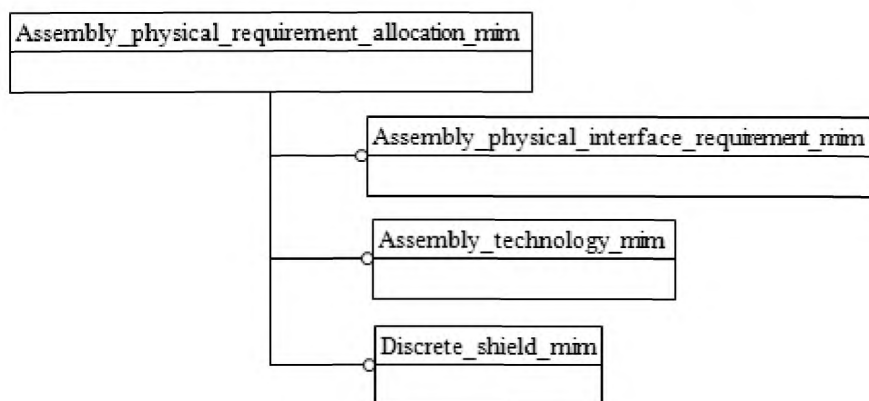 Assembly_physical_requirement_allocation_mim
Assembly_physical_interface_requirement_mim
Assembly_technology_mim
Discrete_shield_mim